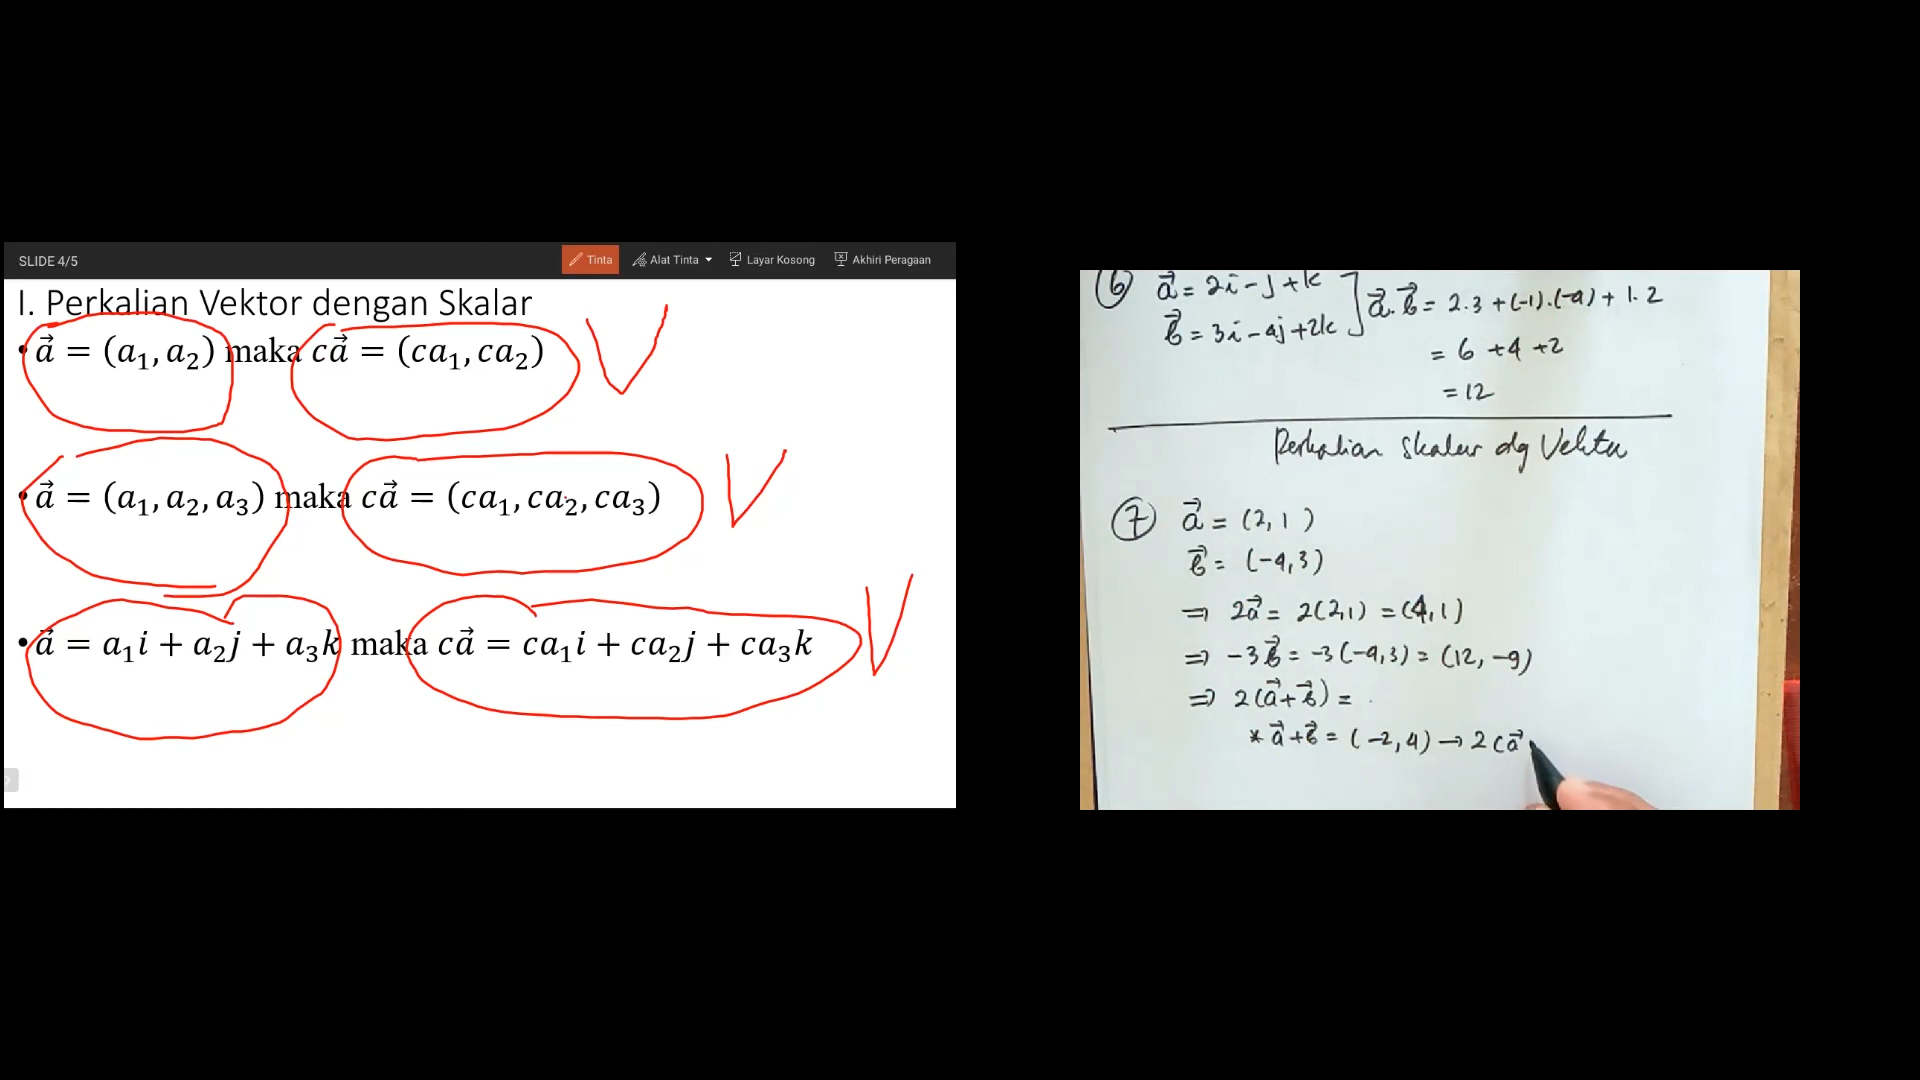 SLIDE 4/5
Tinta
Alat Tinta
Layar Kosong
Akhiri Peragaan
I. Perkalian Vektor dengan Skalar
• a⃗ = (a₁, a₂) maka ca⃗ = (ca₁, ca₂)
• a⃗ = (a₁, a₂, a₃) maka ca⃗ = (ca₁, ca₂, ca₃)
• a⃗ = a₁i + a₂j + a₃k maka ca⃗ = ca₁i + ca₂j + ca₃k
⑥ a⃗ = 2i - j + k
b⃗ = 3i - 4j + 2k
a⃗ . b⃗ = 2.3 + (-1).(-4) + 1.2
= 6 + 4 + 2
= 12
Perkalian Skalar dg Vektor
⑦ a⃗ = (2, 1)
b⃗ = (-4, 3)
⇒ 2a⃗ = 2(2,1) = (4,1)
⇒ -3b⃗ = -3(-4,3) = (12, -9)
⇒ 2(a⃗+b⃗) =
* a⃗+b⃗ = (-2, 4) → 2(a⃗